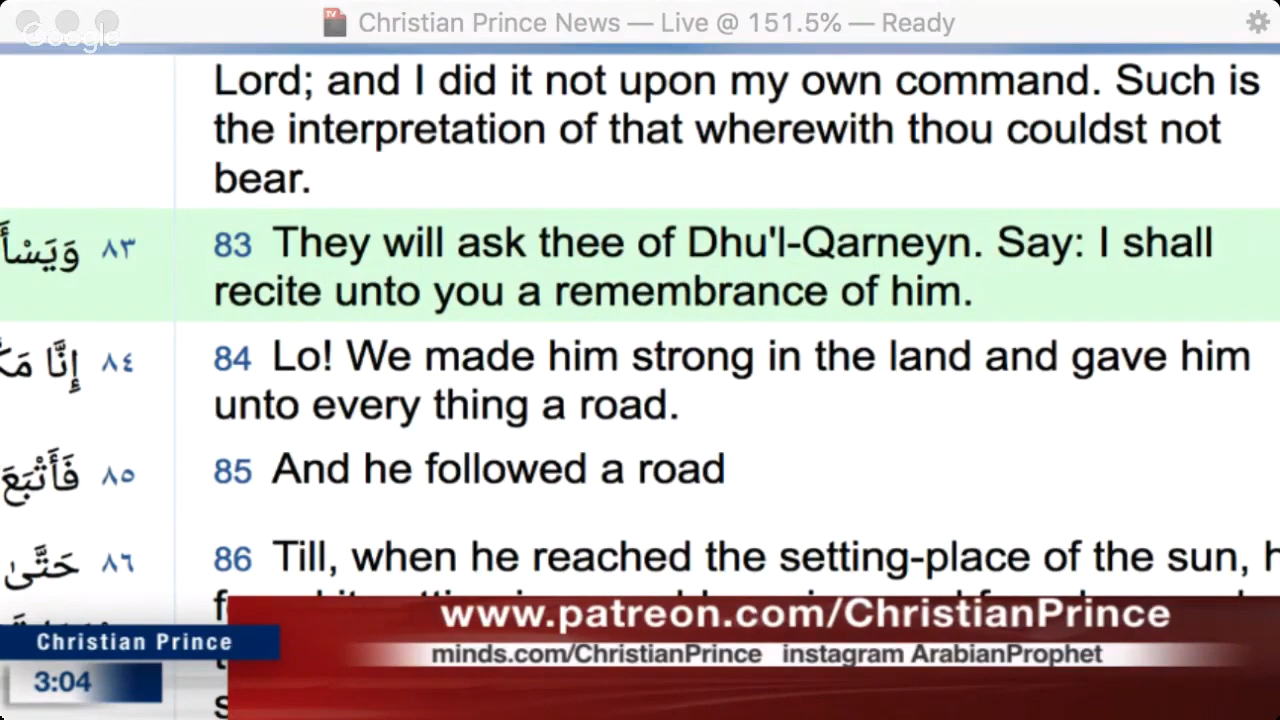 Google
Christian Prince News — Live @ 151.5% — Ready
Lord; and I did it not upon my own command. Such is
the interpretation of that wherewith thou couldst not
bear.
83 They will ask thee of Dhu'l-Qarneyn. Say: I shall
recite unto you a remembrance of him.
٨٣
84 Lo! We made him strong in the land and gave him
unto every thing a road.
إِنَّا ٨٤
85 And he followed a road
٨٥
86 Till, when he reached the setting-place of the sun,
حَتَّىٰ ٨٦
www.patreon.com/ChristianPrince
minds.com/ChristianPrince instagram ArabianProphet
Christian Prince
3:04